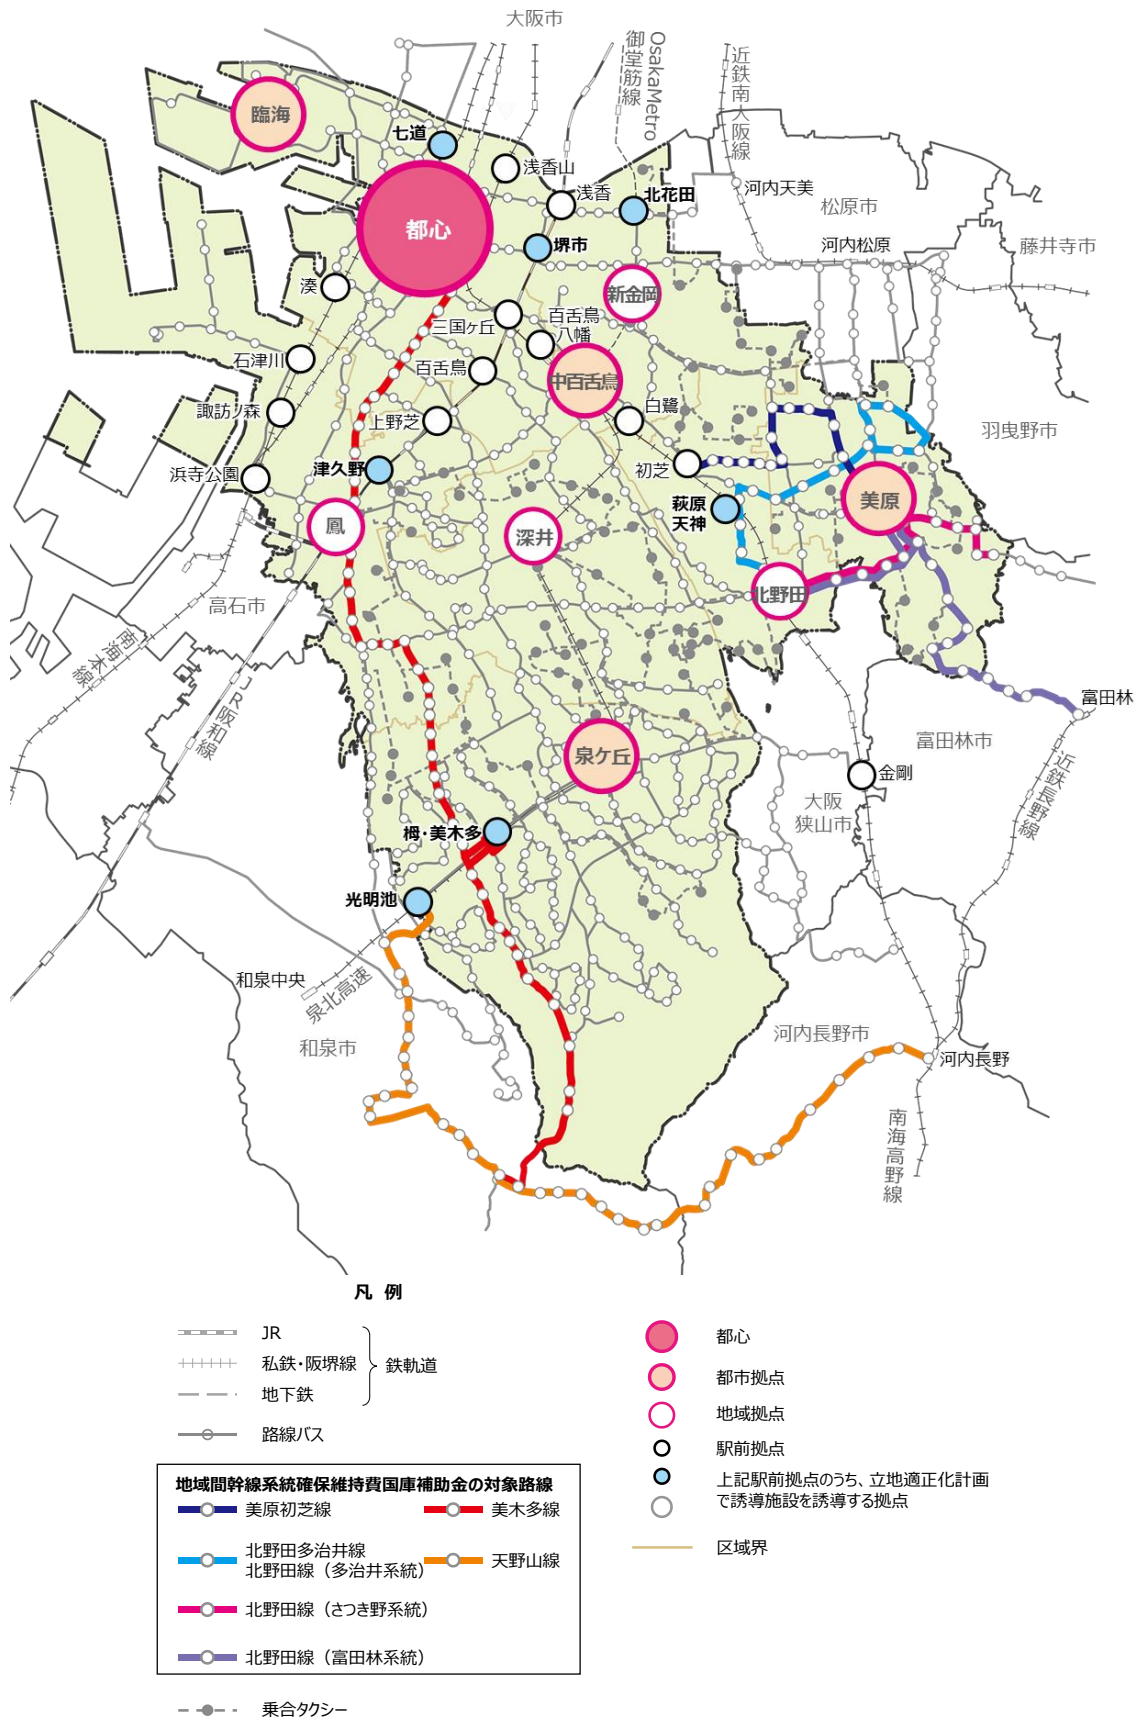 大阪市
御堂筋線
OsakaMetro
近鉄南大阪線
臨海
七道
浅香山
浅香
北花田
河内天美
松原市
都心
堺市
河内松原
藤井寺市
湊
新金岡
三国ヶ丘
百舌鳥
八幡
石津川
百舌鳥
中百舌鳥
諏訪ノ森
上野芝
白鷺
羽曳野市
浜寺公園
津久野
初芝
鳳
深井
萩原
天神
美原
北野田
高石市
南海本線
JR阪和線
富田林
泉ケ丘
富田林市
金剛
近鉄長野線
大阪
狭山市
栂・美木多
光明池
和泉中央
泉北高速
和泉市
河内長野市
河内長野
南海高野線
凡 例
JR
私鉄・阪堺線
地下鉄
鉄軌道
路線バス
地域間幹線系統確保維持費国庫補助金の対象路線
美原初芝線
美木多線
北野田多治井線
北野田線（多治井系統）
天野山線
北野田線（さつき野系統）
北野田線（富田林系統）
乗合タクシー
都心
都市拠点
地域拠点
駅前拠点
上記駅前拠点のうち、立地適正化計画
で誘導施設を誘導する拠点
区域界